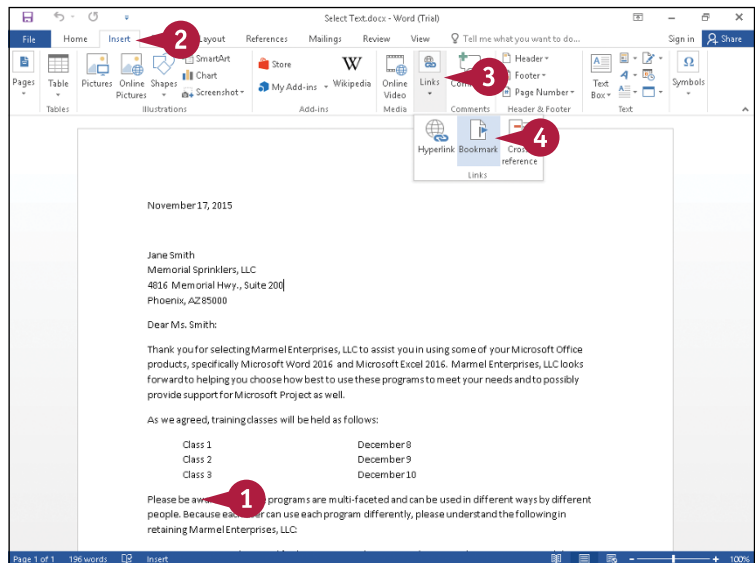 Select Text.docx - Word (Trial)
File Home Insert Layout References Mailings Review View Tell me what you want to do... Sign in Share
Pages
Table
Tables
Pictures
Online Pictures
Shapes
SmartArt
Chart
Screenshot
Illustrations
Store
My Add-ins
W
Wikipedia
Add-ins
Online Video
Media
Links
Comments
Header
Footer
Page Number
Header & Footer
Text Box
Text
Ω
Symbols
2
3
4
Hyperlink Bookmark
reference
Links
November 17, 2015
Jane Smith
Memorial Sprinklers, LLC
4816 Memorial Hwy., Suite 200
Phoenix, AZ 85000
Dear Ms. Smith:
Thank you for selecting Marmel Enterprises, LLC to assist you in using some of your Microsoft Office
products, specifically Microsoft Word 2016 and Microsoft Excel 2016. Marmel Enterprises, LLC looks
forward to helping you choose how best to use these programs to meet your needs and to possibly
provide support for Microsoft Project as well.
As we agreed, training classes will be held as follows:
Class 1 December 8
Class 2 December 9
Class 3 December 10
Please be 1 programs are multi-faceted and can be used in different ways by different
people. Because can use each program differently, please understand the following in
retaining Marmel Enterprises, LLC:
Page 1 of 1 196 words Insert 100%